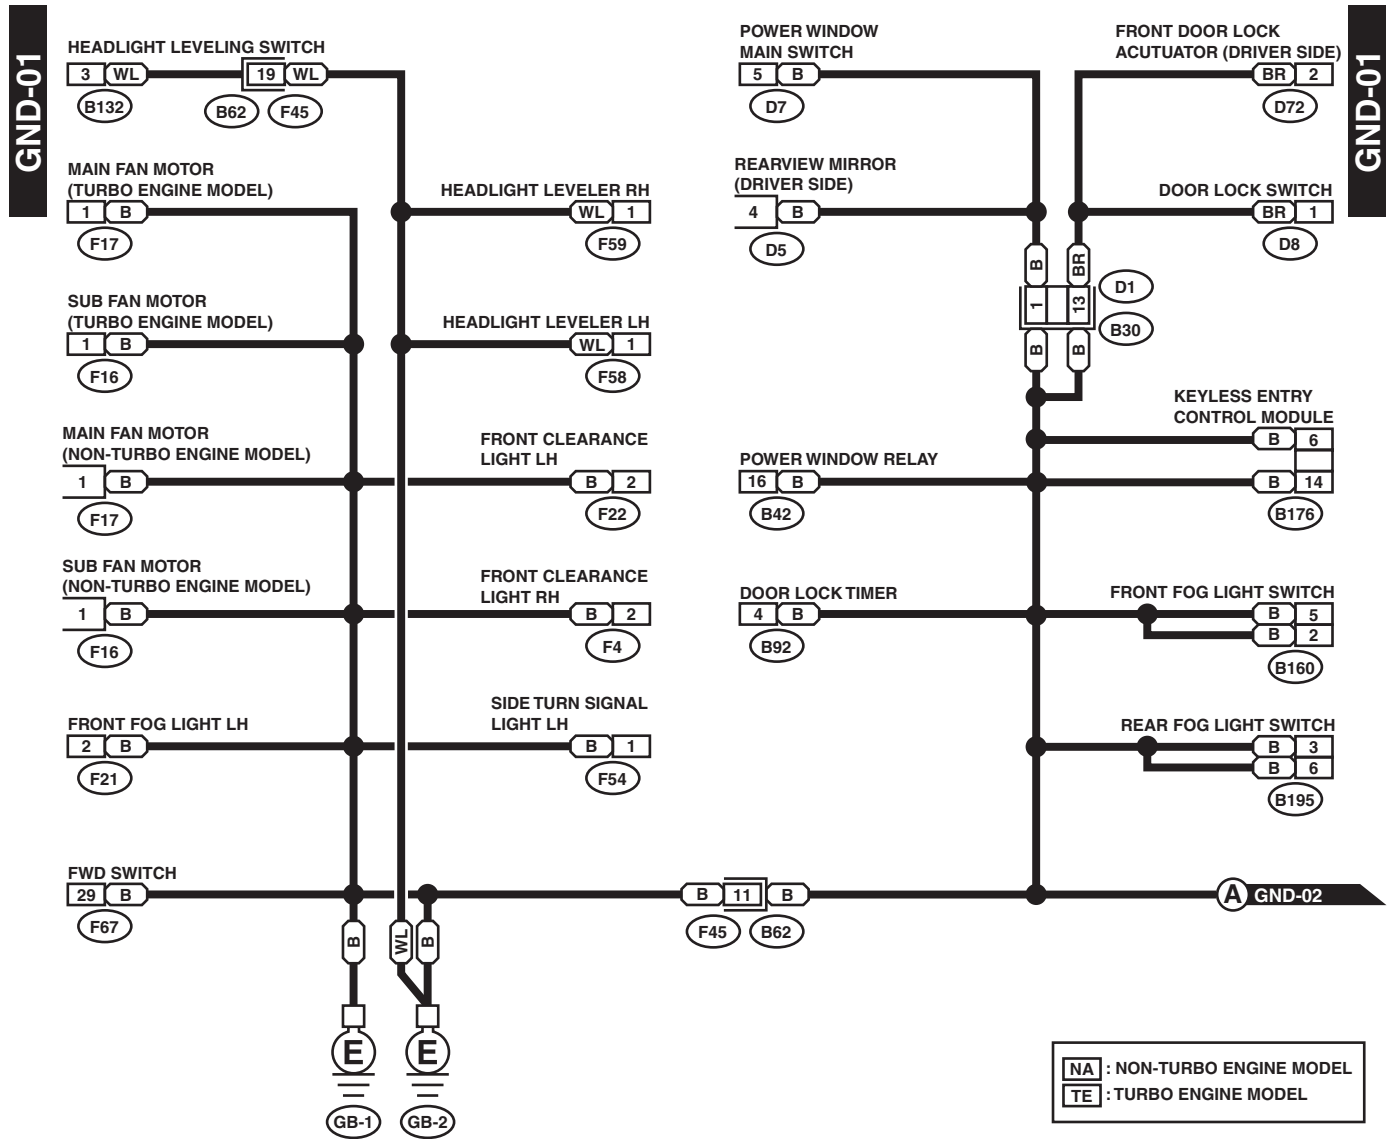 GND-01
HEADLIGHT LEVELING SWITCH
3 WL 19 WL
B132 B62 F45
MAIN FAN MOTOR
(TURBO ENGINE MODEL)
1 B
F17
SUB FAN MOTOR
(TURBO ENGINE MODEL)
1 B
F16
MAIN FAN MOTOR
(NON-TURBO ENGINE MODEL)
1 B
F17
SUB FAN MOTOR
(NON-TURBO ENGINE MODEL)
1 B
F16
FRONT FOG LIGHT LH
2 B
F21
FWD SWITCH
29 B
F67
HEADLIGHT LEVELER RH
WL 1
F59
HEADLIGHT LEVELER LH
WL 1
F58
FRONT CLEARANCE
LIGHT LH
B 2
F22
FRONT CLEARANCE
LIGHT RH
B 2
F4
SIDE TURN SIGNAL
LIGHT LH
B 1
F54
B 11 B
F45 B62
B WL B
E E
GB-1 GB-2
POWER WINDOW
MAIN SWITCH
5 B
D7
REARVIEW MIRROR
(DRIVER SIDE)
4 B
D5
POWER WINDOW RELAY
16 B
B42
DOOR LOCK TIMER
4 B
B92
FRONT DOOR LOCK
ACUTUATOR (DRIVER SIDE)
BR 2
D72
DOOR LOCK SWITCH
BR 1
D8
B BR
1 13
D1
B30
B B
KEYLESS ENTRY
CONTROL MODULE
B 6
B 14
B176
FRONT FOG LIGHT SWITCH
B 5
B 2
B160
REAR FOG LIGHT SWITCH
B 3
B 6
B195
A GND-02
GND-01
NA : NON-TURBO ENGINE MODEL
TE : TURBO ENGINE MODEL